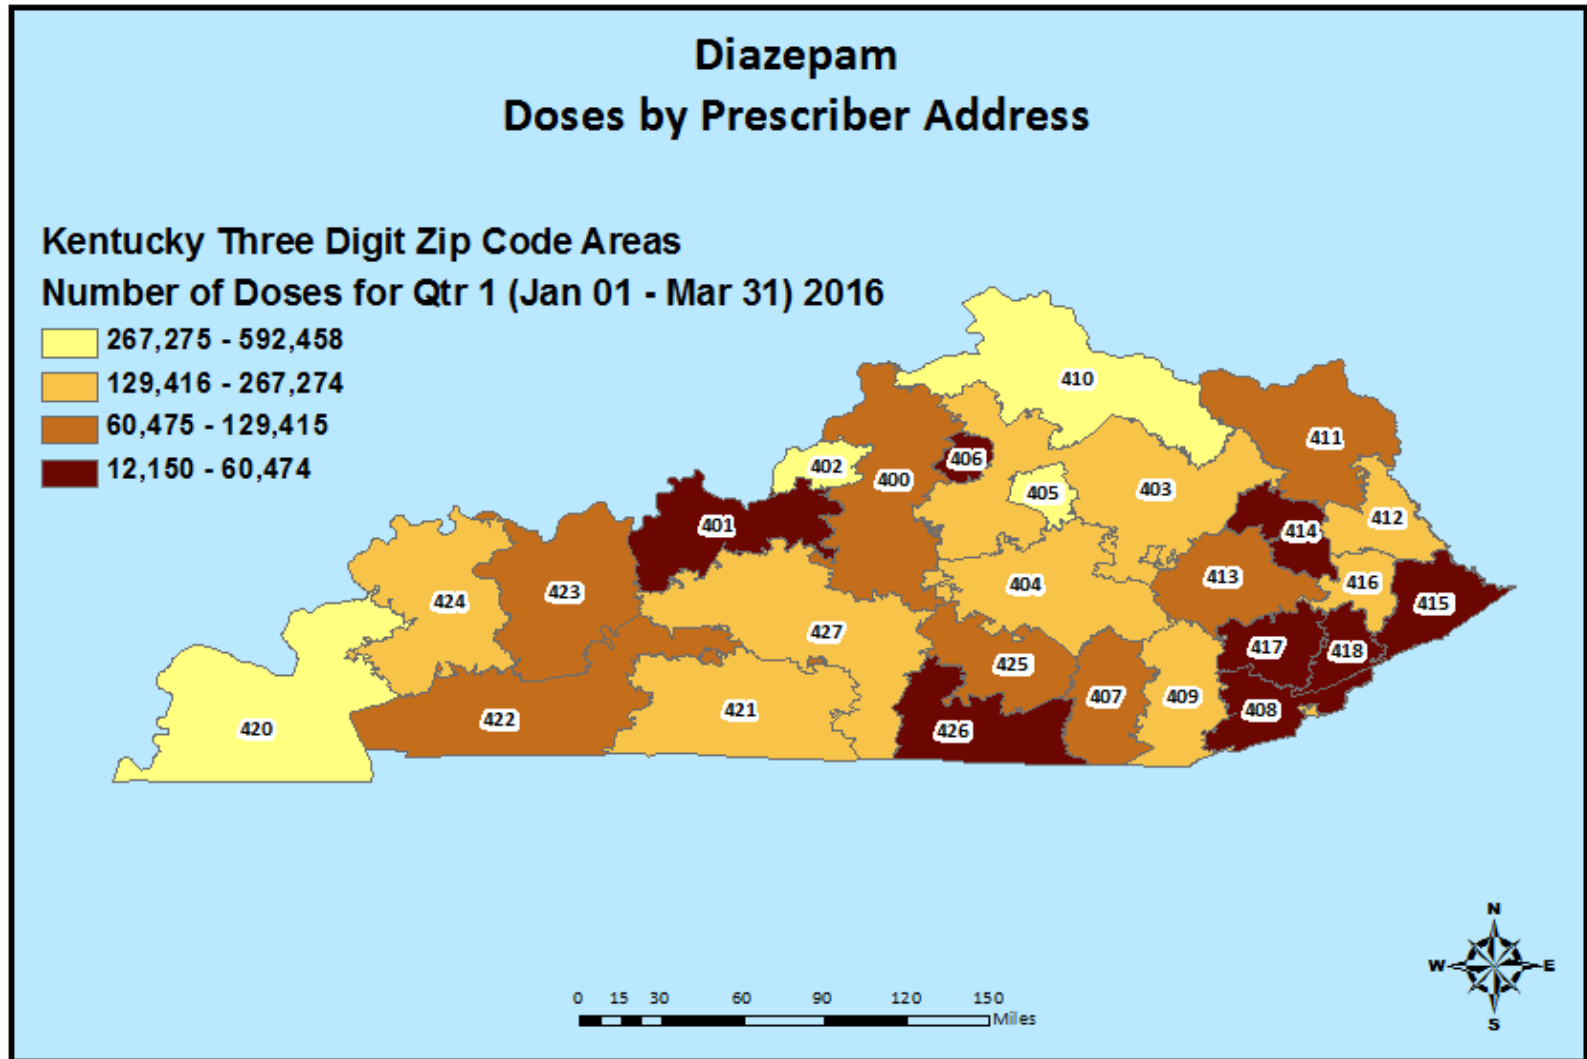 Diazepam
Doses by Prescriber Address
Kentucky Three Digit Zip Code Areas
Number of Doses for Qtr 1 (Jan 01 - Mar 31) 2016
267,275 - 592,458
129,416 - 267,274
60,475 - 129,415
12,150 - 60,474
410
411
406
402
400
405
403
401
414
412
413
416
404
424
423
415
427
417
418
425
407
409
408
421
422
420
426
N
W E
S
0 15 30 60 90 120 150
Miles